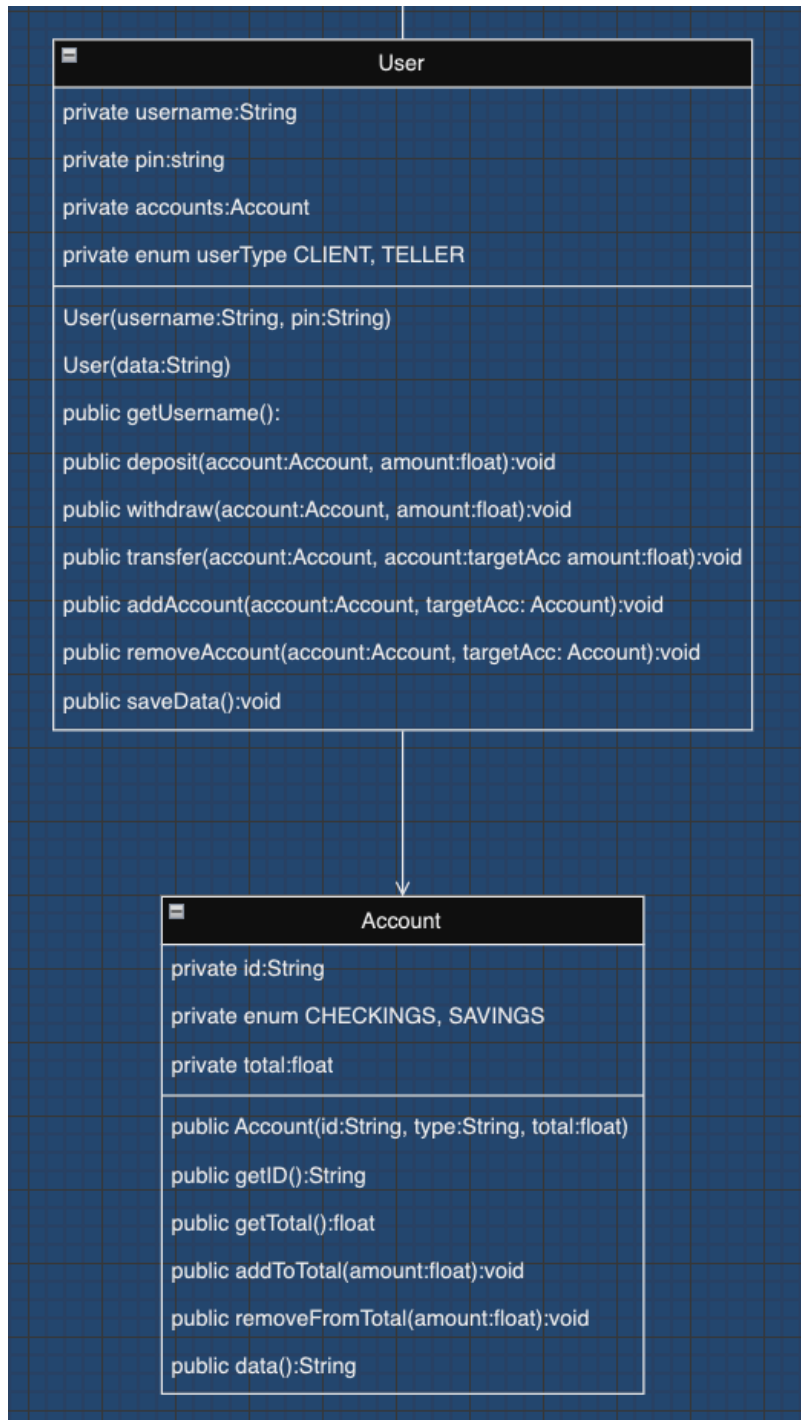 User
private username:String
private pin:string
private accounts:Account
private enum userType CLIENT, TELLER
User(username:String, pin:String)
User(data:String)
public getUsername():
public deposit(account:Account, amount:float):void
public withdraw(account:Account, amount:float):void
public transfer(account:Account, account:targetAcc amount:float):void
public addAccount(account:Account, targetAcc: Account):void
public removeAccount(account:Account, targetAcc: Account):void
public saveData():void
Account
private id:String
private enum CHECKINGS, SAVINGS
private total:float
public Account(id:String, type:String, total:float)
public getID():String
public getTotal():float
public addToTotal(amount:float):void
public removeFromTotal(amount:float):void
public data():String